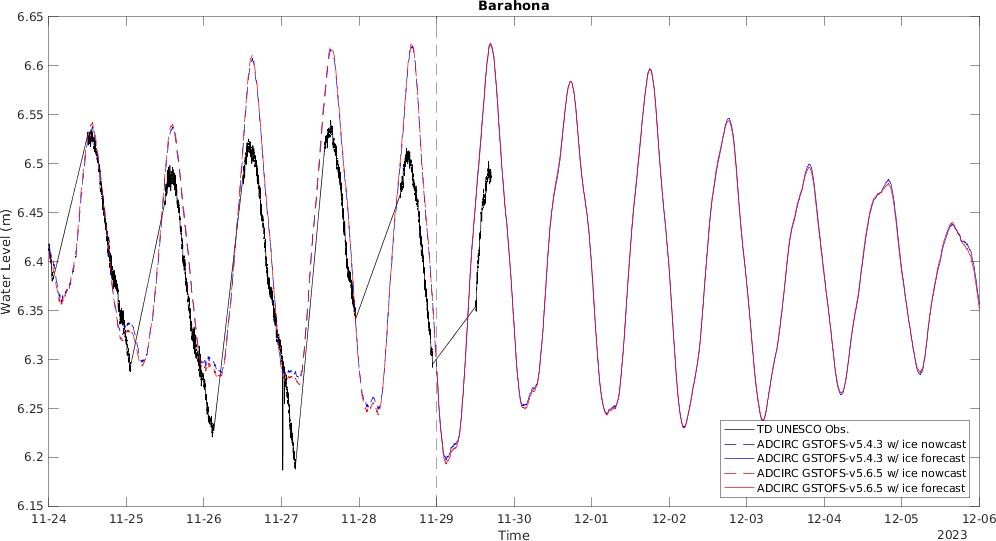 Barahona
6.65
6.6
6.55
6.5
6.45
6.4
6.35
6.3
6.25
6.2
6.15
Water Level (m)
11-24 11-25 11-26 11-27 11-28 11-29 11-30 12-01 12-02 12-03 12-04 12-05 12-06
Time
2023
TD UNESCO Obs.
ADCIRC GSTOFS-v5.4.3 w/ ice nowcast
ADCIRC GSTOFS-v5.4.3 w/ ice forecast
ADCIRC GSTOFS-v5.6.5 w/ ice nowcast
ADCIRC GSTOFS-v5.6.5 w/ ice forecast